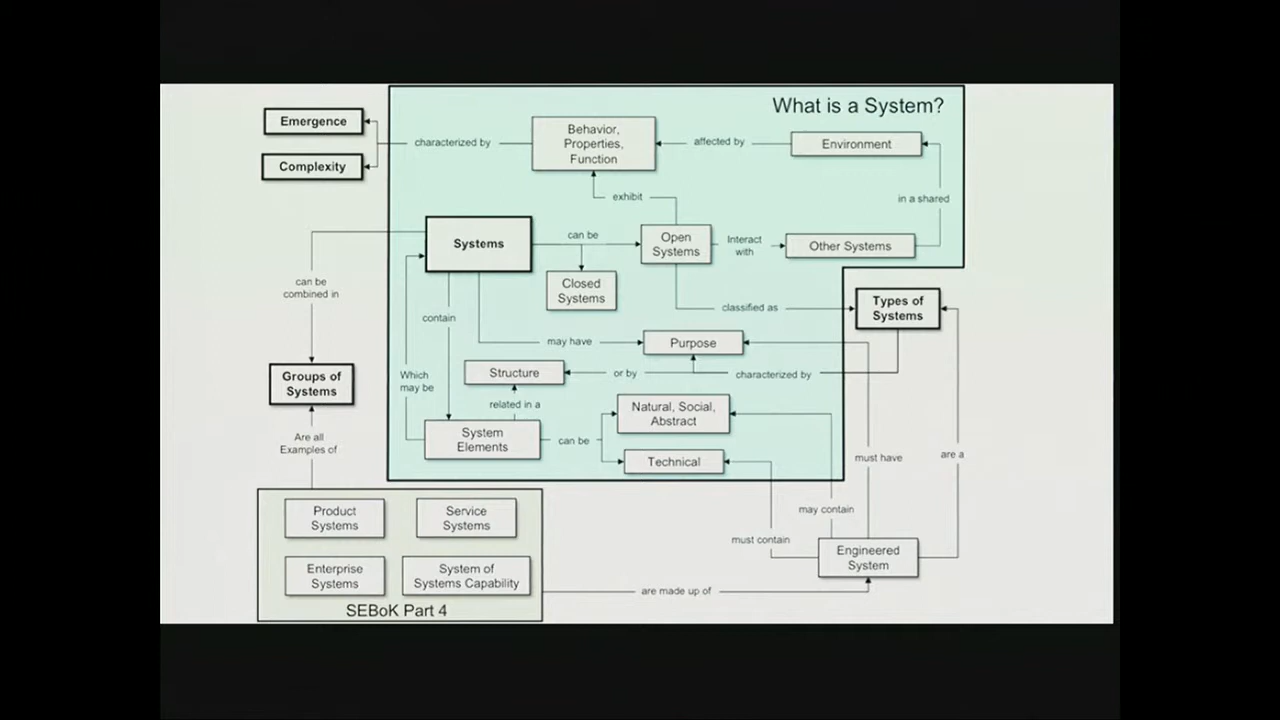 What is a System?
Emergence
Complexity
characterized by
Behavior,
Properties,
Function
affected by
Environment
exhibit
in a shared
Systems
can be
Open
Systems
Interact
with
Other Systems
Closed
Systems
can be
combined in
contain
classified as
Types of
Systems
may have
Purpose
Groups of
Systems
Which
may be
Structure
or by
characterized by
related in a
Natural, Social,
Abstract
System
Elements
can be
Technical
Are all
Examples of
must have
are a
may contain
must contain
Product
Systems
Service
Systems
Enterprise
Systems
System of
Systems Capability
SEBoK Part 4
are made up of
Engineered
System